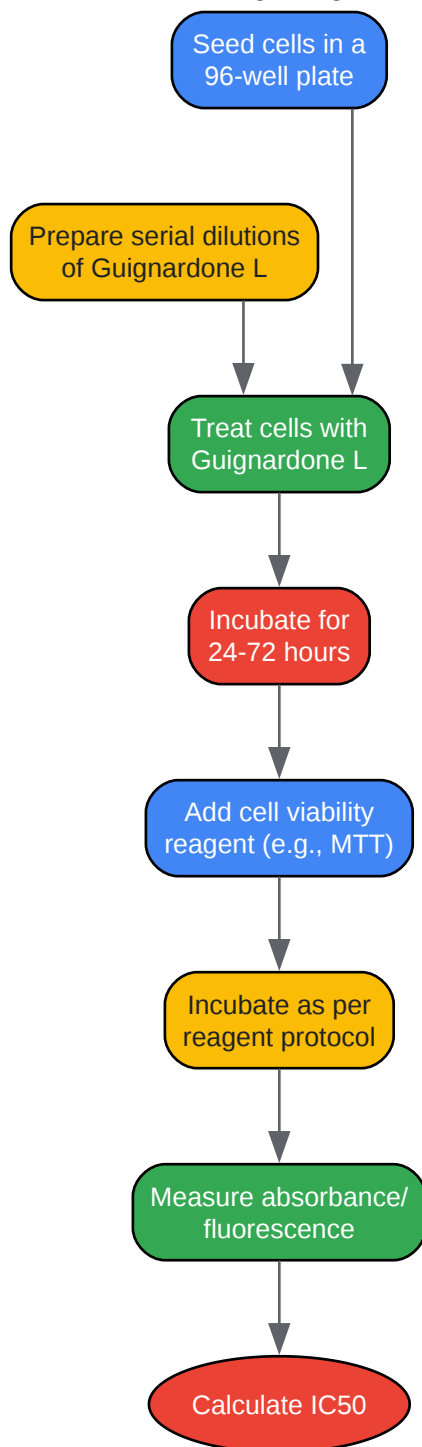 Seed cells in a
96-well plate
Prepare serial dilutions
of Guignardone L
Treat cells with
Guignardone L
Incubate for
24-72 hours
Add cell viability
reagent (e.g., MTT)
Incubate as per
reagent protocol
Measure absorbance/
fluorescence
Calculate IC50